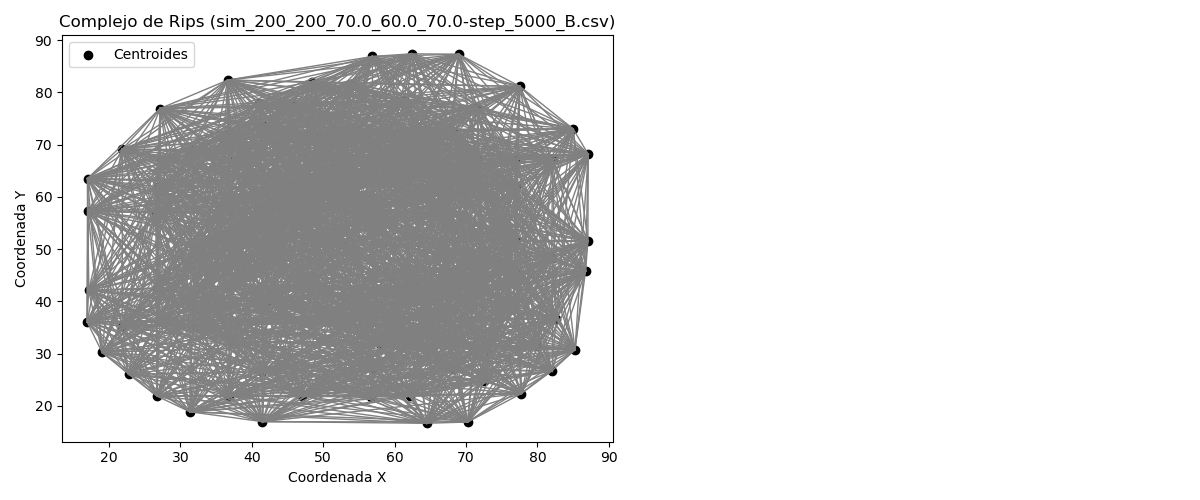 Complejo de Rips (sim_200_200_70.0_60.0_70.0-step_5000_B.csv)
Centroides
90
80
70
60
50
40
30
20
Coordenada Y
20 30 40 50 60 70 80 90
Coordenada X